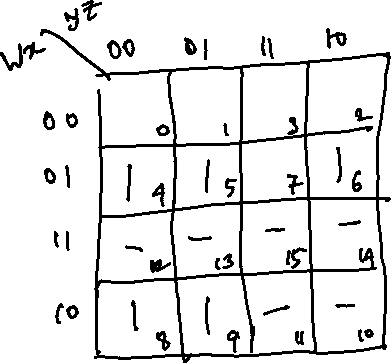 yz
wx 00 01 11 10
00 0 1 3 2
01 1 4 1 5 7 1 6
11 - 12 - 13 - 15 - 14
10 1 8 1 9 - 11 - 10